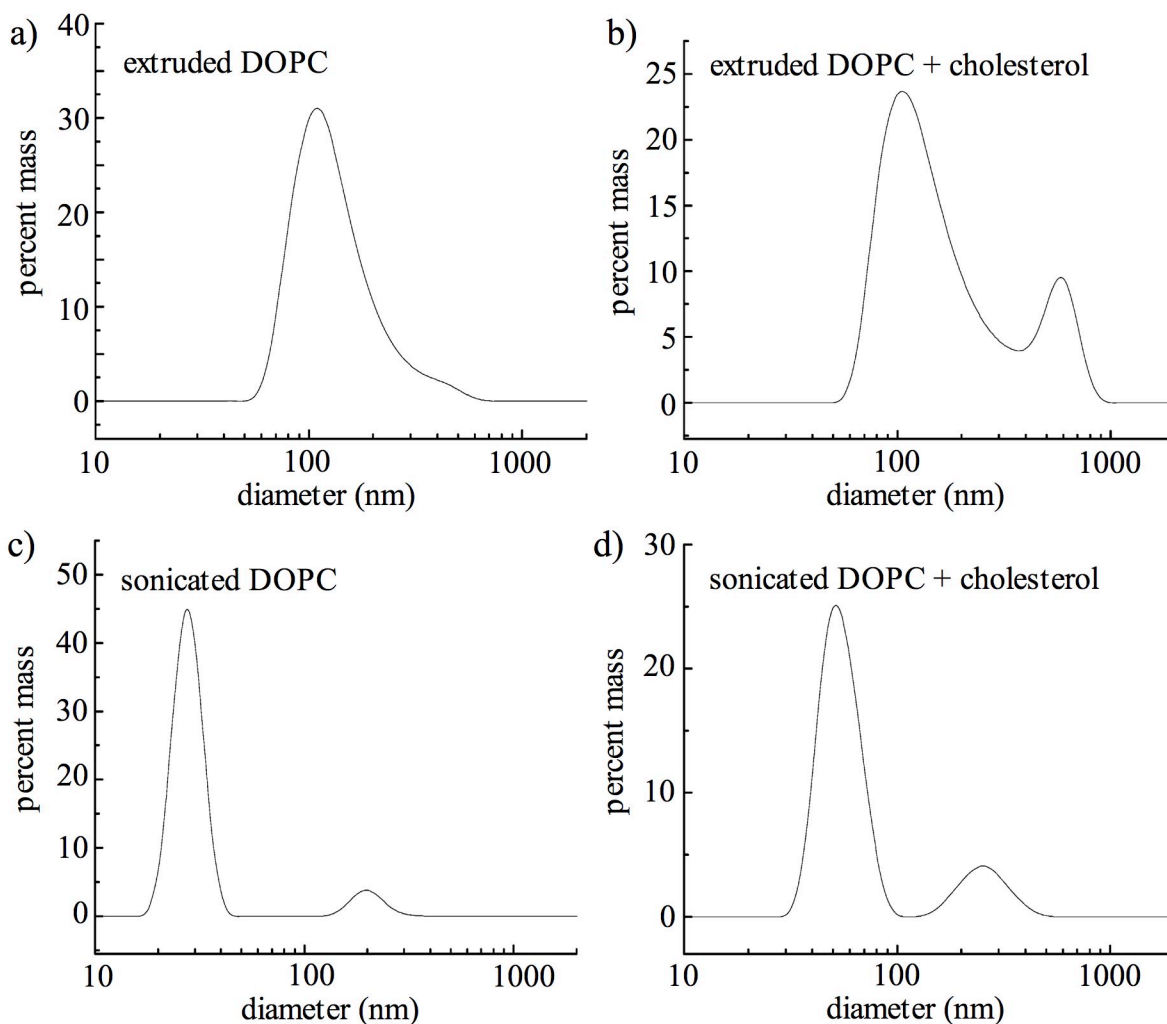 a)
extruded DOPC
percent mass
40
30
20
10
0
10
100
1000
diameter (nm)
b)
extruded DOPC + cholesterol
percent mass
25
20
15
10
5
0
10
100
1000
diameter (nm)
c)
sonicated DOPC
percent mass
50
40
30
20
10
0
10
100
1000
diameter (nm)
d)
sonicated DOPC + cholesterol
percent mass
30
20
10
0
10
100
1000
diameter (nm)